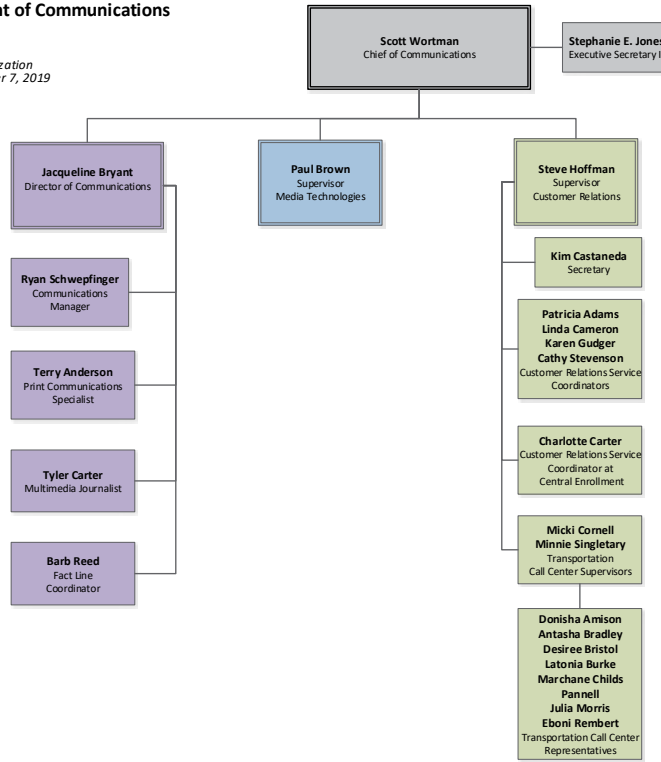 of Communications
Scott Wortman
Chief of Communications
Stephanie E. Jones
Executive Secretary
7, 2019
Jacqueline Bryant
Director of Communications
Paul Brown
Supervisor
Media Technologies
Steve Hoffman
Supervisor
Customer Relations
Ryan Schwepfinger
Communications
Manager
Terry Anderson
Print Communications
Specialist
Tyler Carter
Multimedia Journalist
Barb Reed
Fact Line
Coordinator
Kim Castaneda
Secretary
Patricia Adams
Linda Cameron
Karen Gudger
Cathy Stevenson
Customer Relations Service
Coordinators
Charlotte Carter
Customer Relations Service
Coordinator at
Central Enrollment
Micki Cornell
Minnie Singletary
Transportation
Call Center Supervisors
Donisha Amison
Antasha Bradley
Desiree Bristol
Latonia Burke
Marchane Childs
Pannell
Julia Morris
Eboni Rembert
Transportation Call Center
Representatives